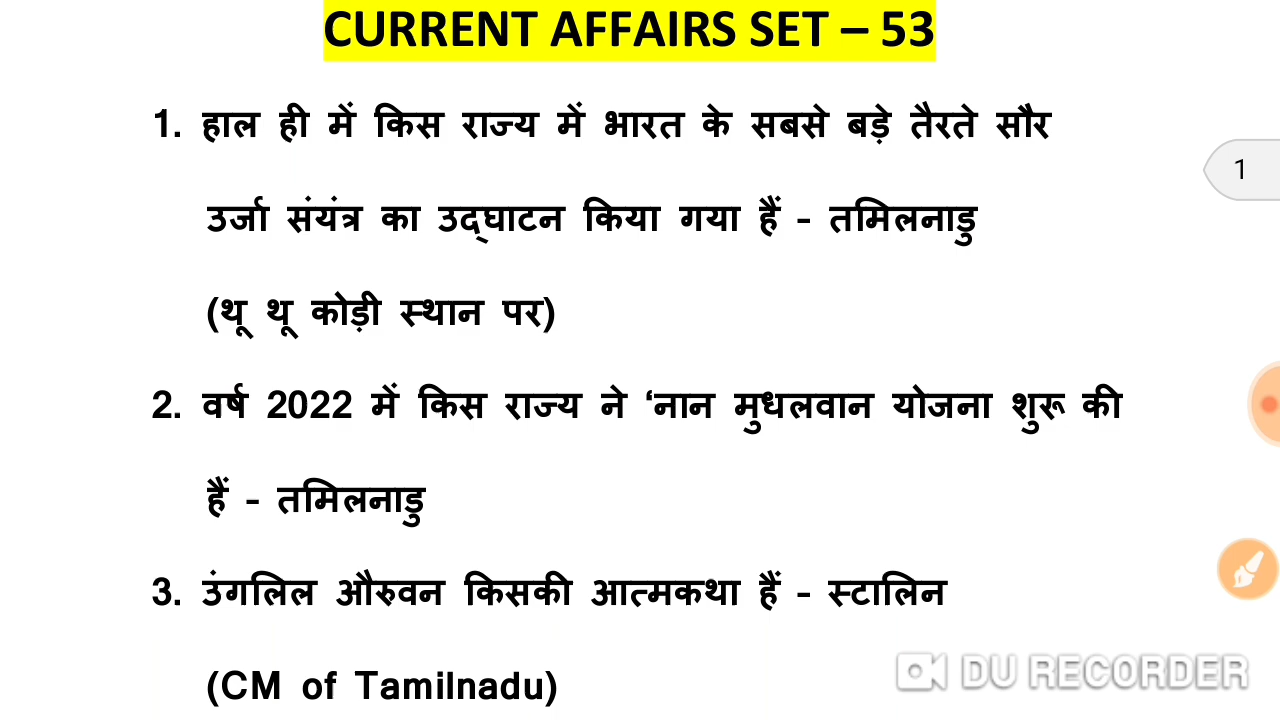 CURRENT AFFAIRS SET – 53
1. हाल ही में किस राज्य में भारत के सबसे बड़े तैरते सौर
उर्जा संयंत्र का उद्घाटन किया गया हैं - तमिलनाडु
(थू थू कोड़ी स्थान पर)
2. वर्ष 2022 में किस राज्य ने ‘नान मुधलवान योजना शुरू की
हैं - तमिलनाडु
3. उंगलिल औरुवन किसकी आत्मकथा हैं - स्टालिन
(CM of Tamilnadu)
1
DU RECORDER